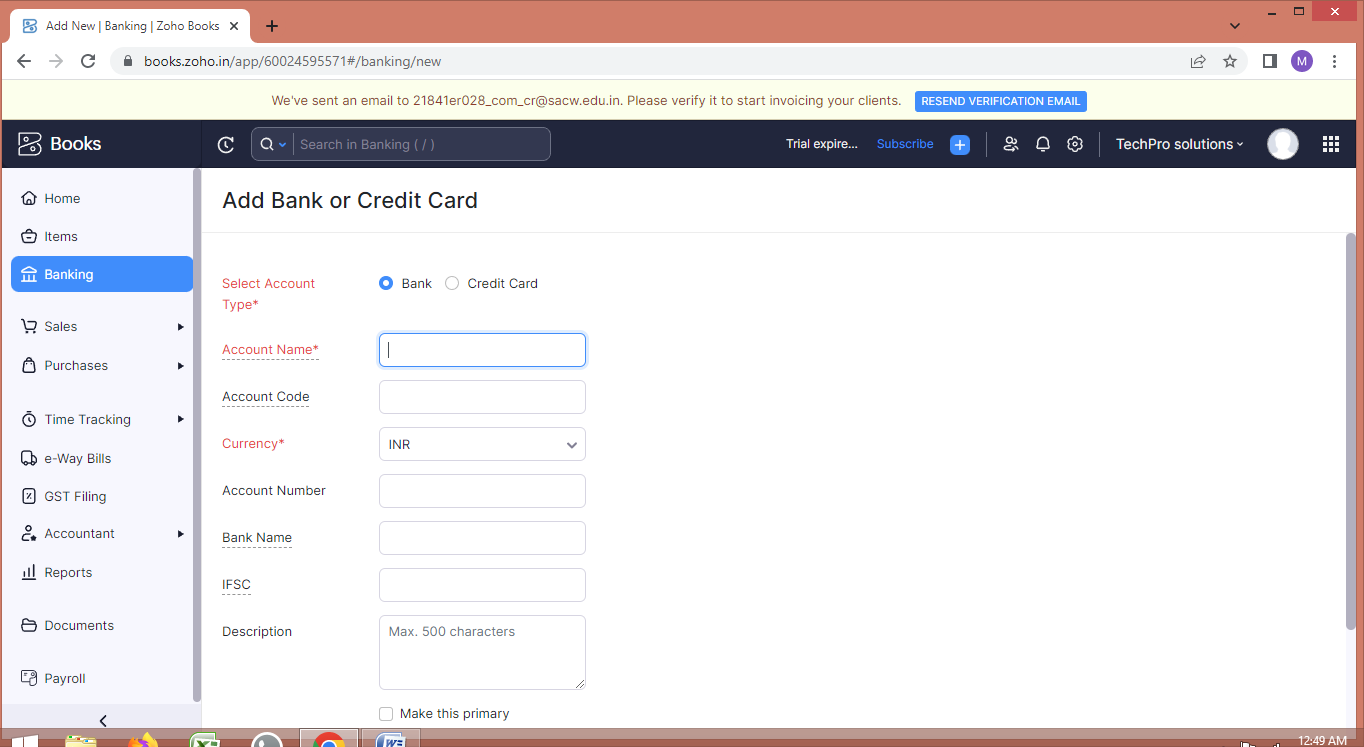 Add New | Banking | Zoho Books
books.zoho.in/app/60024595571#/banking/new
M
We've sent an email to 21841er028_com_cr@sacw.edu.in. Please verify it to start invoicing your clients. RESEND VERIFICATION EMAIL
Books
Search in Banking ( / )
Trial expire... Subscribe
TechPro solutions
Home
Items
Banking
Sales
Purchases
Time Tracking
e-Way Bills
GST Filing
Accountant
Reports
Documents
Payroll
Add Bank or Credit Card
Select Account
Type*
Bank
Credit Card
Account Name*
Account Code
Currency*
INR
Account Number
Bank Name
IFSC
Description
Max. 500 characters
Make this primary
12:49 AM